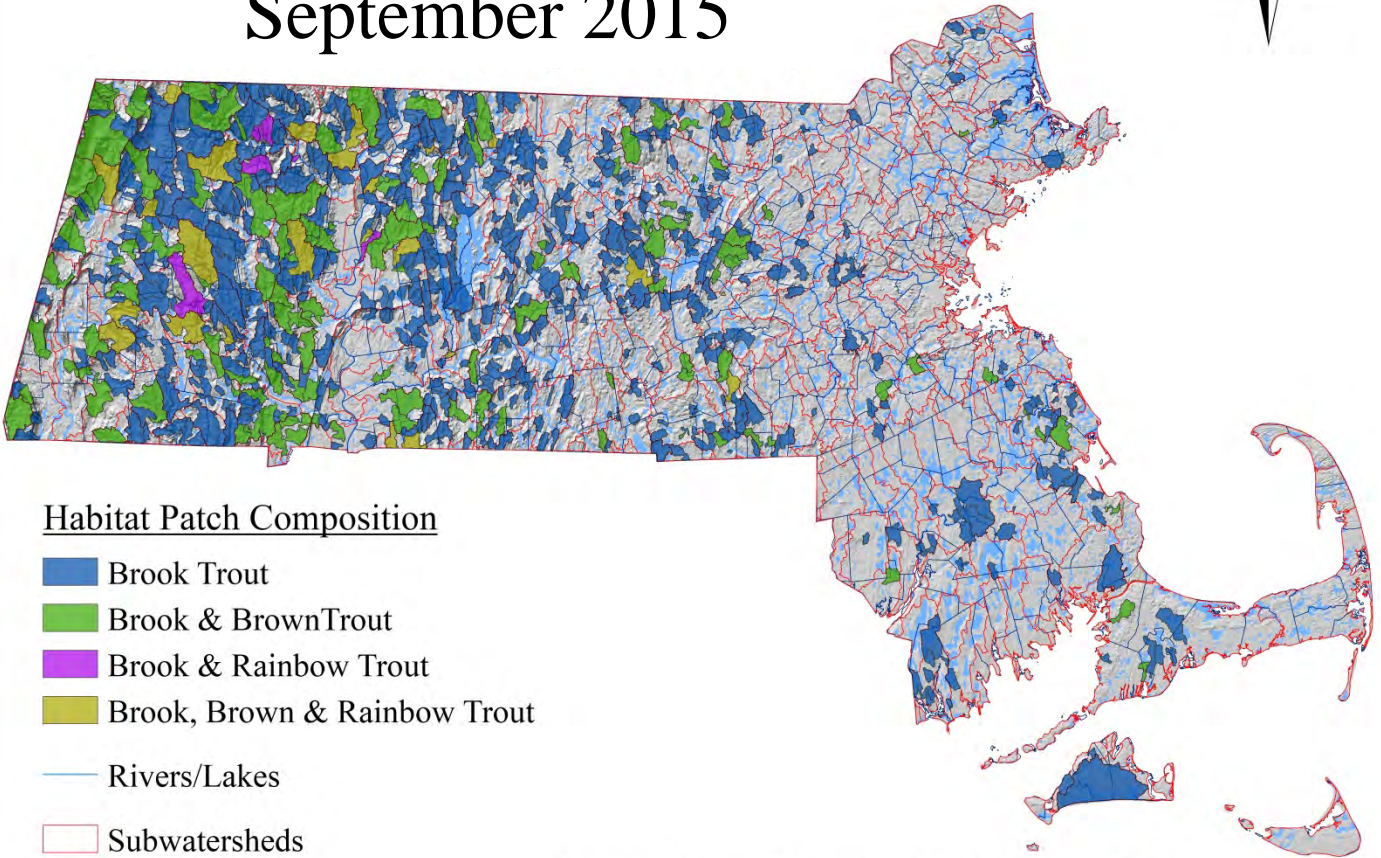 September 2015
Habitat Patch Composition
Brook Trout
Brook & BrownTrout
Brook & Rainbow Trout
Brook, Brown & Rainbow Trout
Rivers/Lakes
Subwatersheds